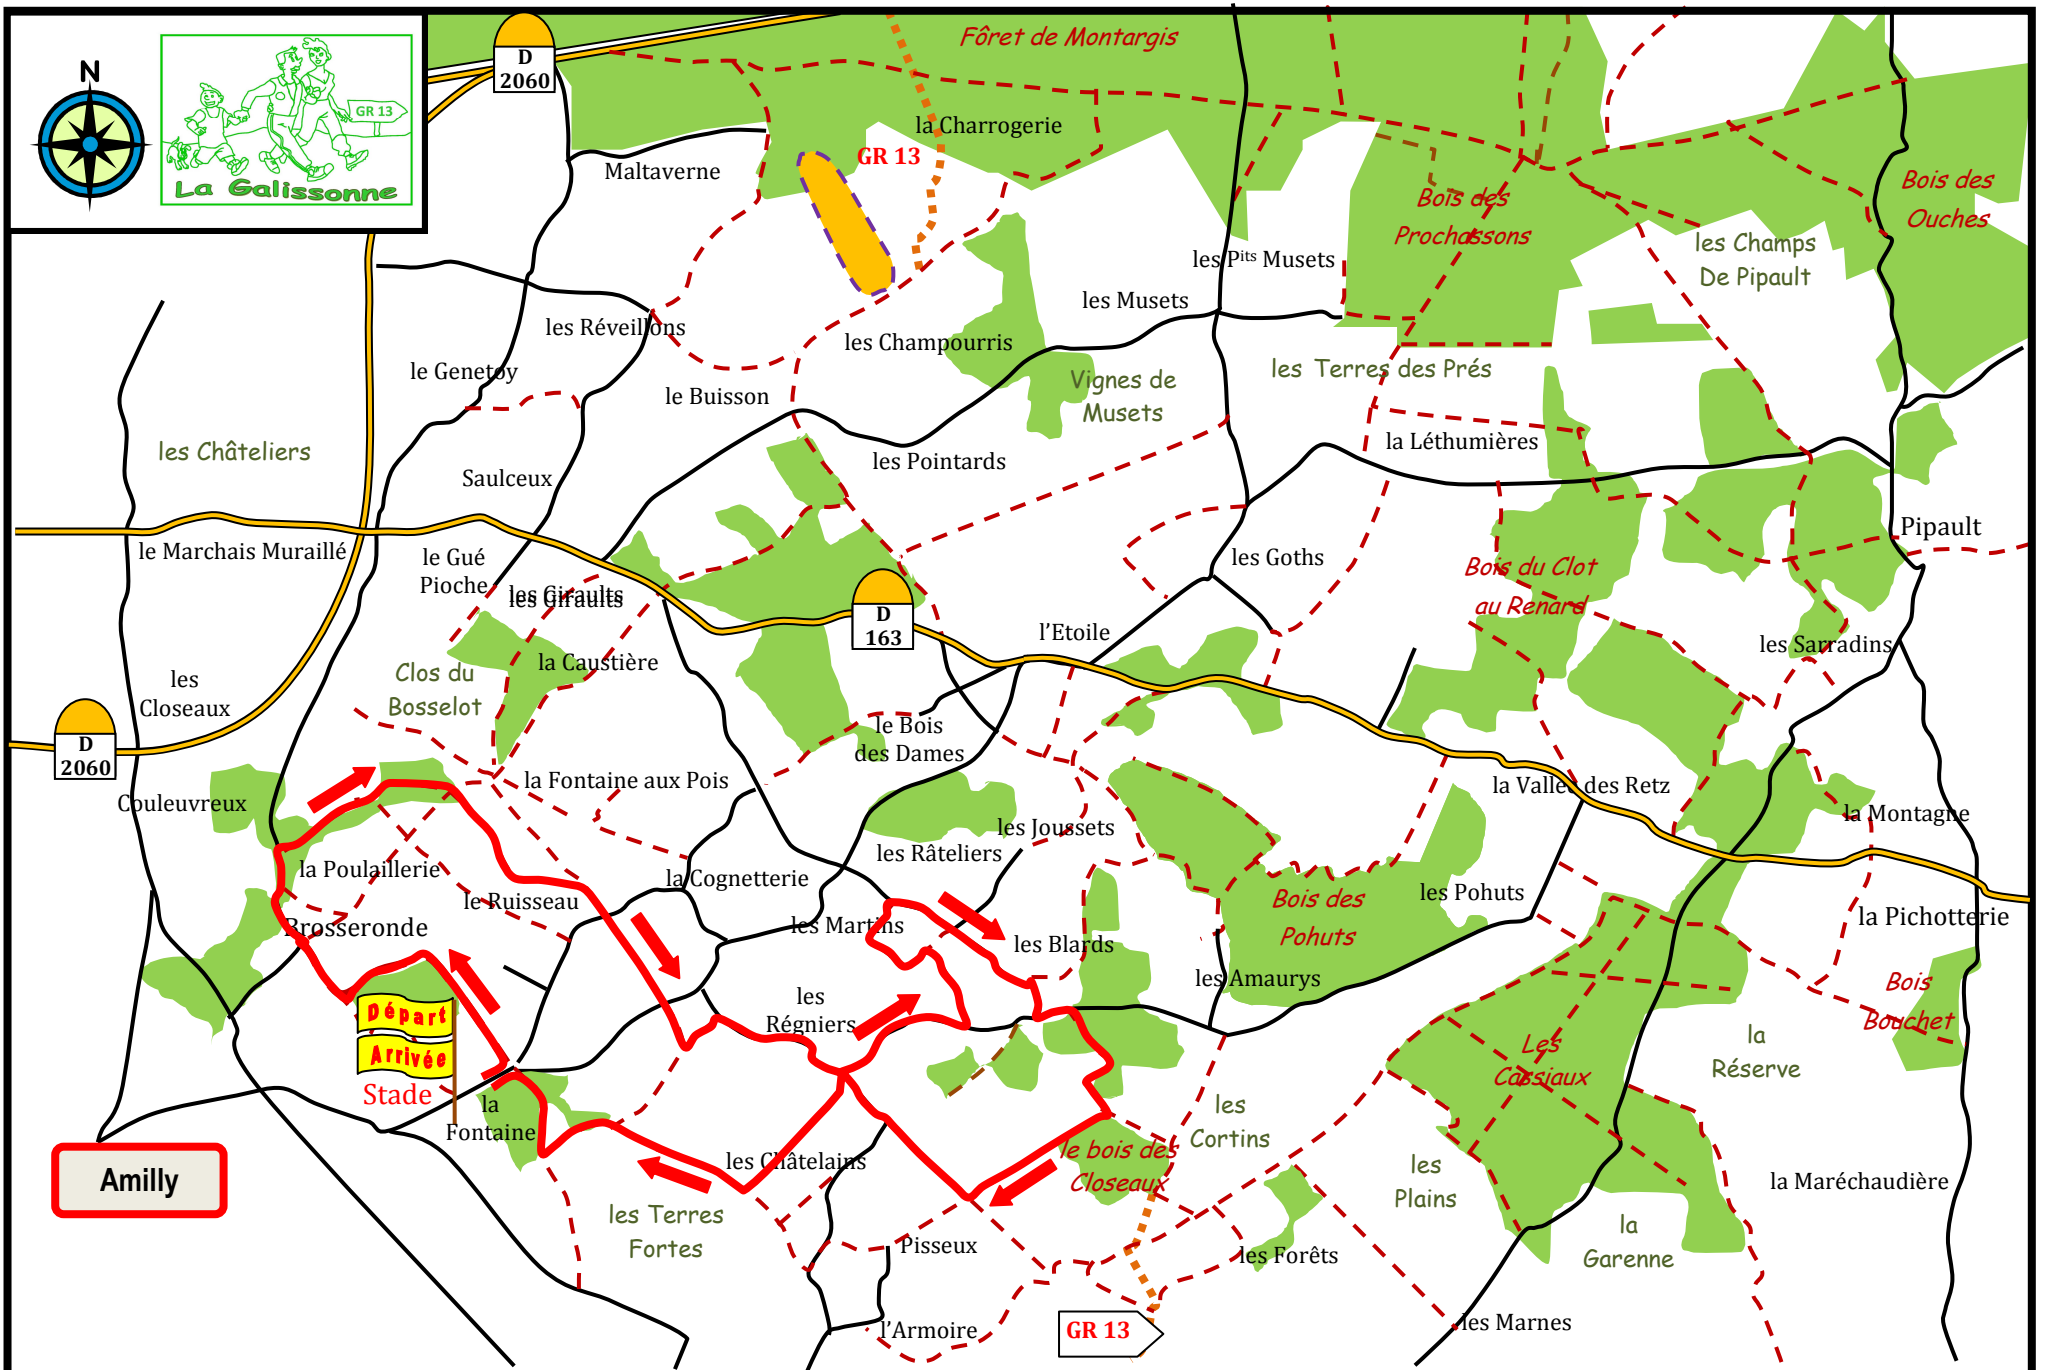 N
GR 13
La Galissonne
D
2060
Fôret de Montargis
la Charrogerie
GR 13
Maltaverne
Bois des
Prochassons
Bois des
Ouches
les Champs
De Pipault
les Pits Musets
les Musets
les Réveillons
les Champourris
le Genetoy
le Buisson
Vignes de
Musets
les Terres des Prés
les Châteliers
la Léthumières
les Pointards
Saulceux
Pipault
le Marchais Muraillé
le Gué
Pioche
les Giraults
les Giraults
les Goths
Bois du Clot
au Renard
D
163
l'Etoile
les Sarradins
la Caustière
Clos du
Bosselot
les
Closeaux
D
2060
le Bois
des Dames
la Fontaine aux Pois
la Vallée des Retz
Couleuvreux
la Montagne
les Joussets
les Râteliers
la Poulaillerie
la Cognetterie
le Ruisseau
Bois des
Pohuts
les Pohuts
la Pichotterie
Brosseronde
les Martins
les Blards
les Amaurys
Bois
Bouchet
les
Régniers
Départ
Arrivée
Stade
Les
Cassiaux
la
Réserve
la
Fontaine
les
Cortins
le bois des
Closeaux
les Châtelains
les
Plains
la Maréchaudière
Amilly
les Terres
Fortes
la
Garenne
Pisseux
les Forêts
l'Armoire
GR 13
les Marnes